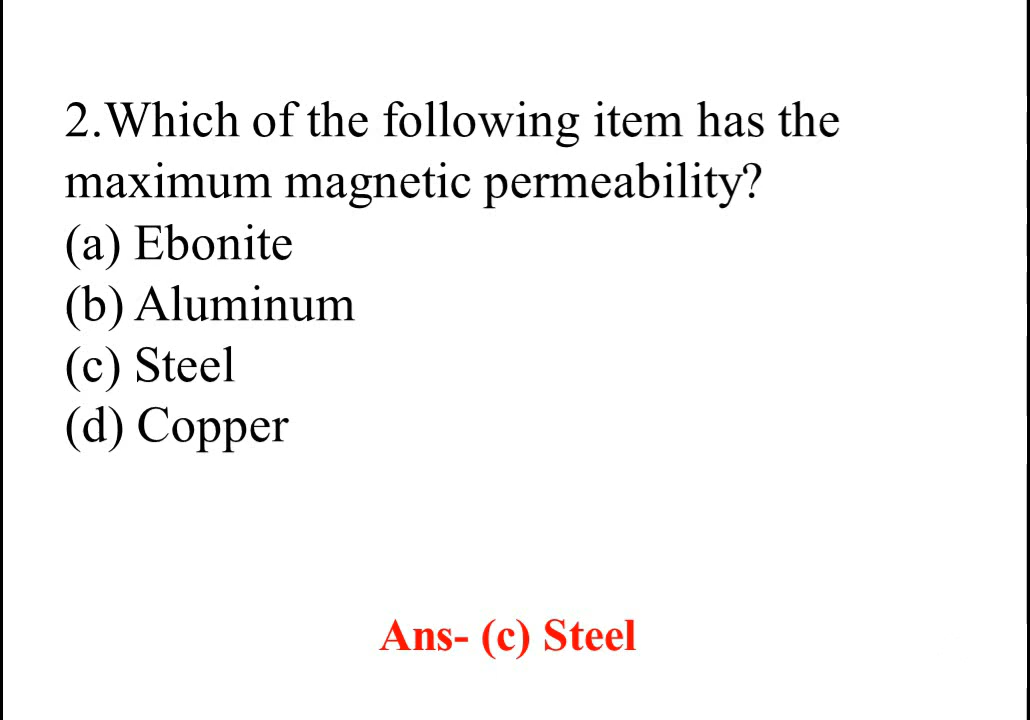 2.Which of the following item has the
maximum magnetic permeability?
(a) Ebonite
(b) Aluminum
(c) Steel
(d) Copper
Ans- (c) Steel